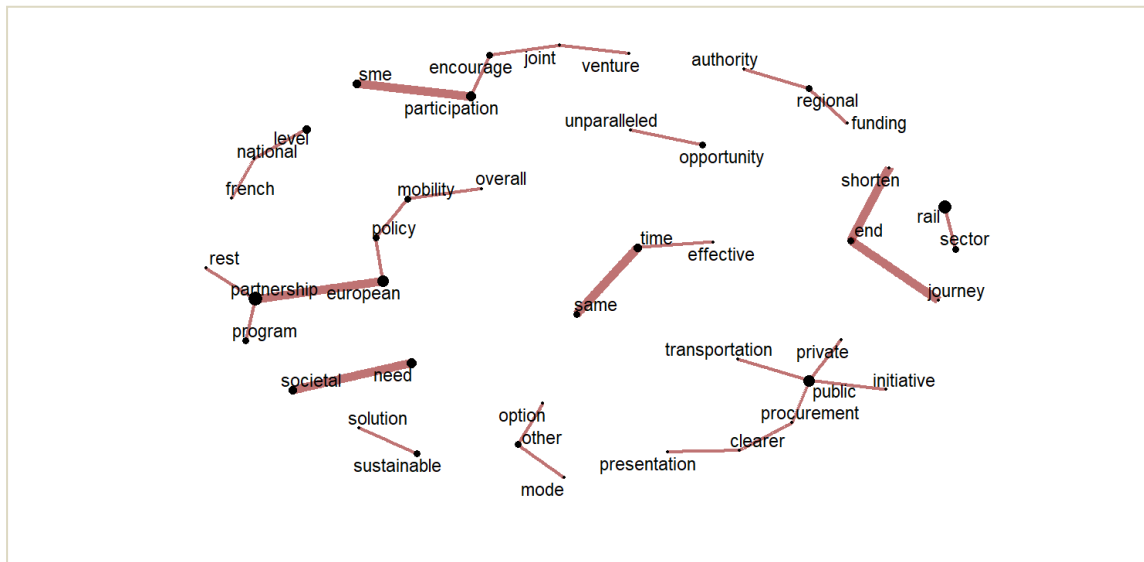 joint
encourage
venture
sme
participation
authority
regional
funding
unparalleled
opportunity
level
national
french
mobility
overall
policy
shorten
rail
end
sector
journey
time
effective
same
rest
partnership
european
program
societal
need
solution
sustainable
option
other
mode
transportation
private
public
initiative
procurement
clearer
presentation